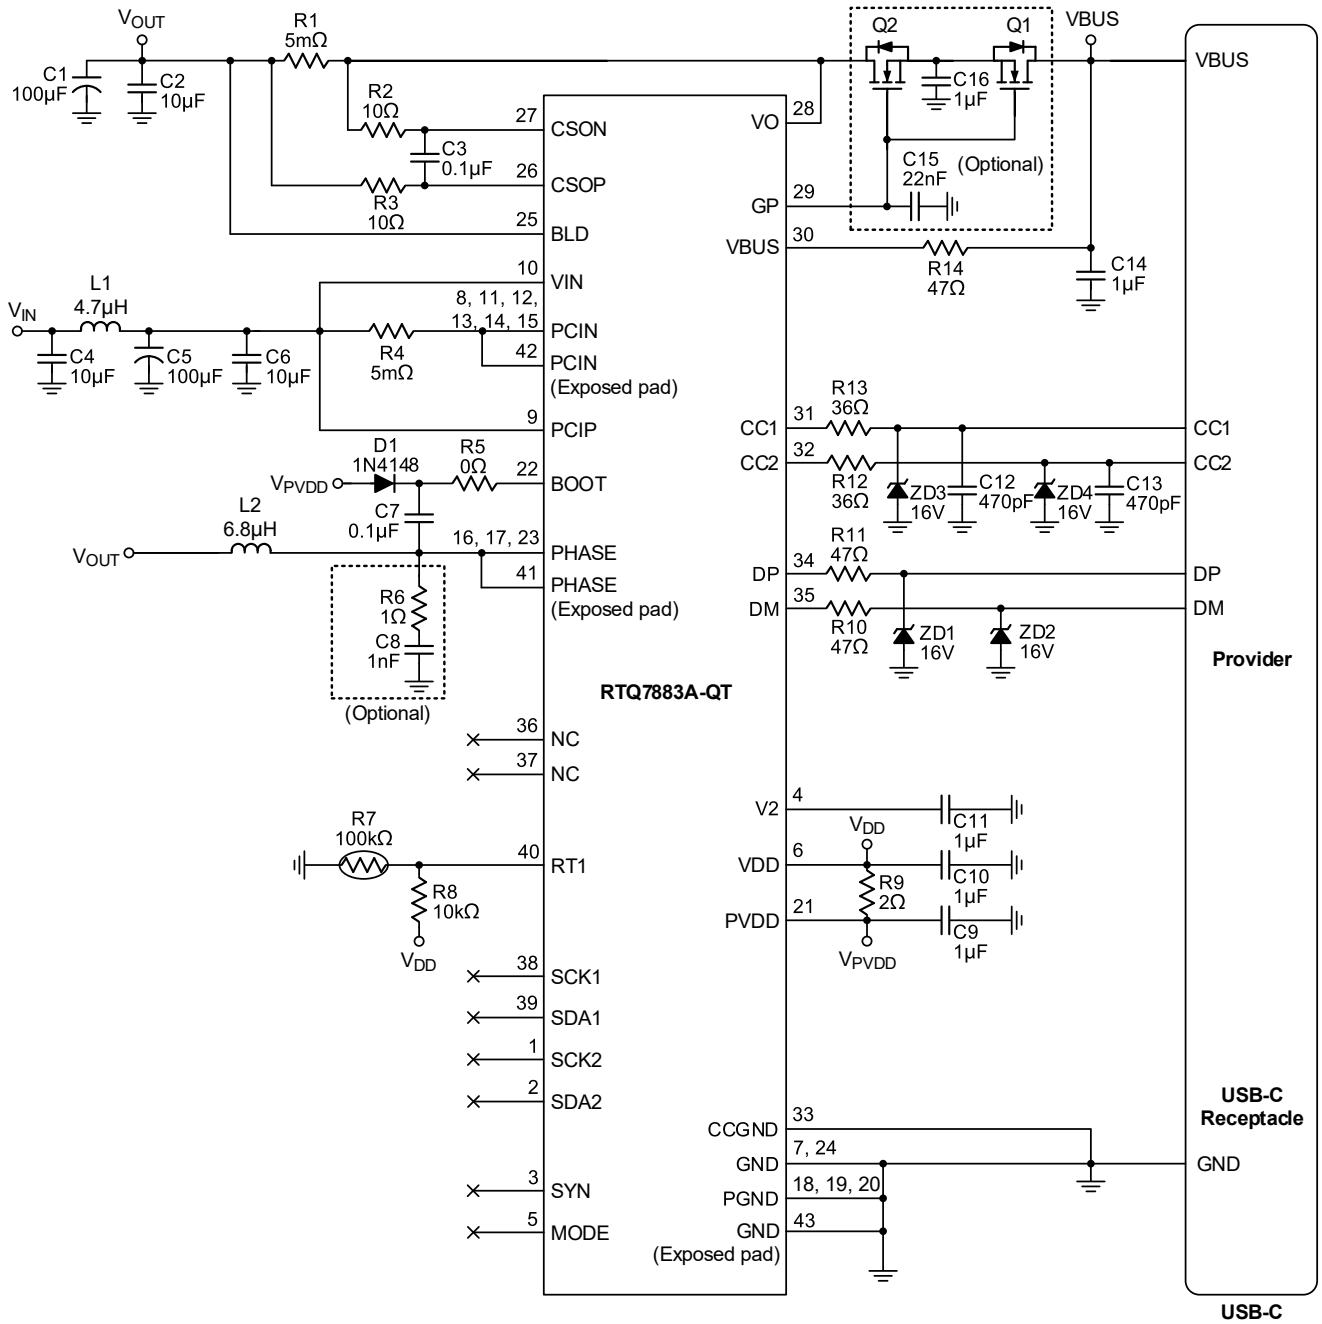 VOUT
R1
5mΩ
C1
100µF
C2
10µF
R2
10Ω
C3
0.1µF
R3
10Ω
27
CSON
26
CSOP
25
BLD
10
VIN
8, 11, 12,
13, 14, 15
PCIN
42
PCIN
(Exposed pad)
9
PCIP
VIN
L1
4.7µH
C4
10µF
C5
100µF
C6
10µF
R4
5mΩ
D1
1N4148
VPVDD
R5
0Ω
22
BOOT
C7
0.1µF
L2
6.8µH
VOUT
16, 17, 23
PHASE
41
PHASE
(Exposed pad)
R6
1Ω
C8
1nF
(Optional)
RTQ7883A-QT
36
NC
37
NC
R7
100kΩ
40
RT1
R8
10kΩ
VDD
38
SCK1
39
SDA1
1
SCK2
2
SDA2
3
SYN
5
MODE
Q2
Q1
C16
1µF
C15
22nF
(Optional)
VBUS
28
VO
29
GP
30
VBUS
R14
47Ω
C14
1µF
31
CC1
R13
36Ω
32
CC2
R12
36Ω
ZD3
16V
C12
470pF
ZD4
16V
C13
470pF
34
DP
R11
47Ω
35
DM
R10
47Ω
ZD1
16V
ZD2
16V
4
V2
C11
1µF
VDD
6
VDD
C10
1µF
R9
2Ω
21
PVDD
C9
1µF
VPVDD
33
CCGND
7, 24
GND
18, 19, 20
PGND
43
GND
(Exposed pad)
VBUS
CC1
CC2
DP
DM
Provider
USB-C
Receptacle
GND
USB-C